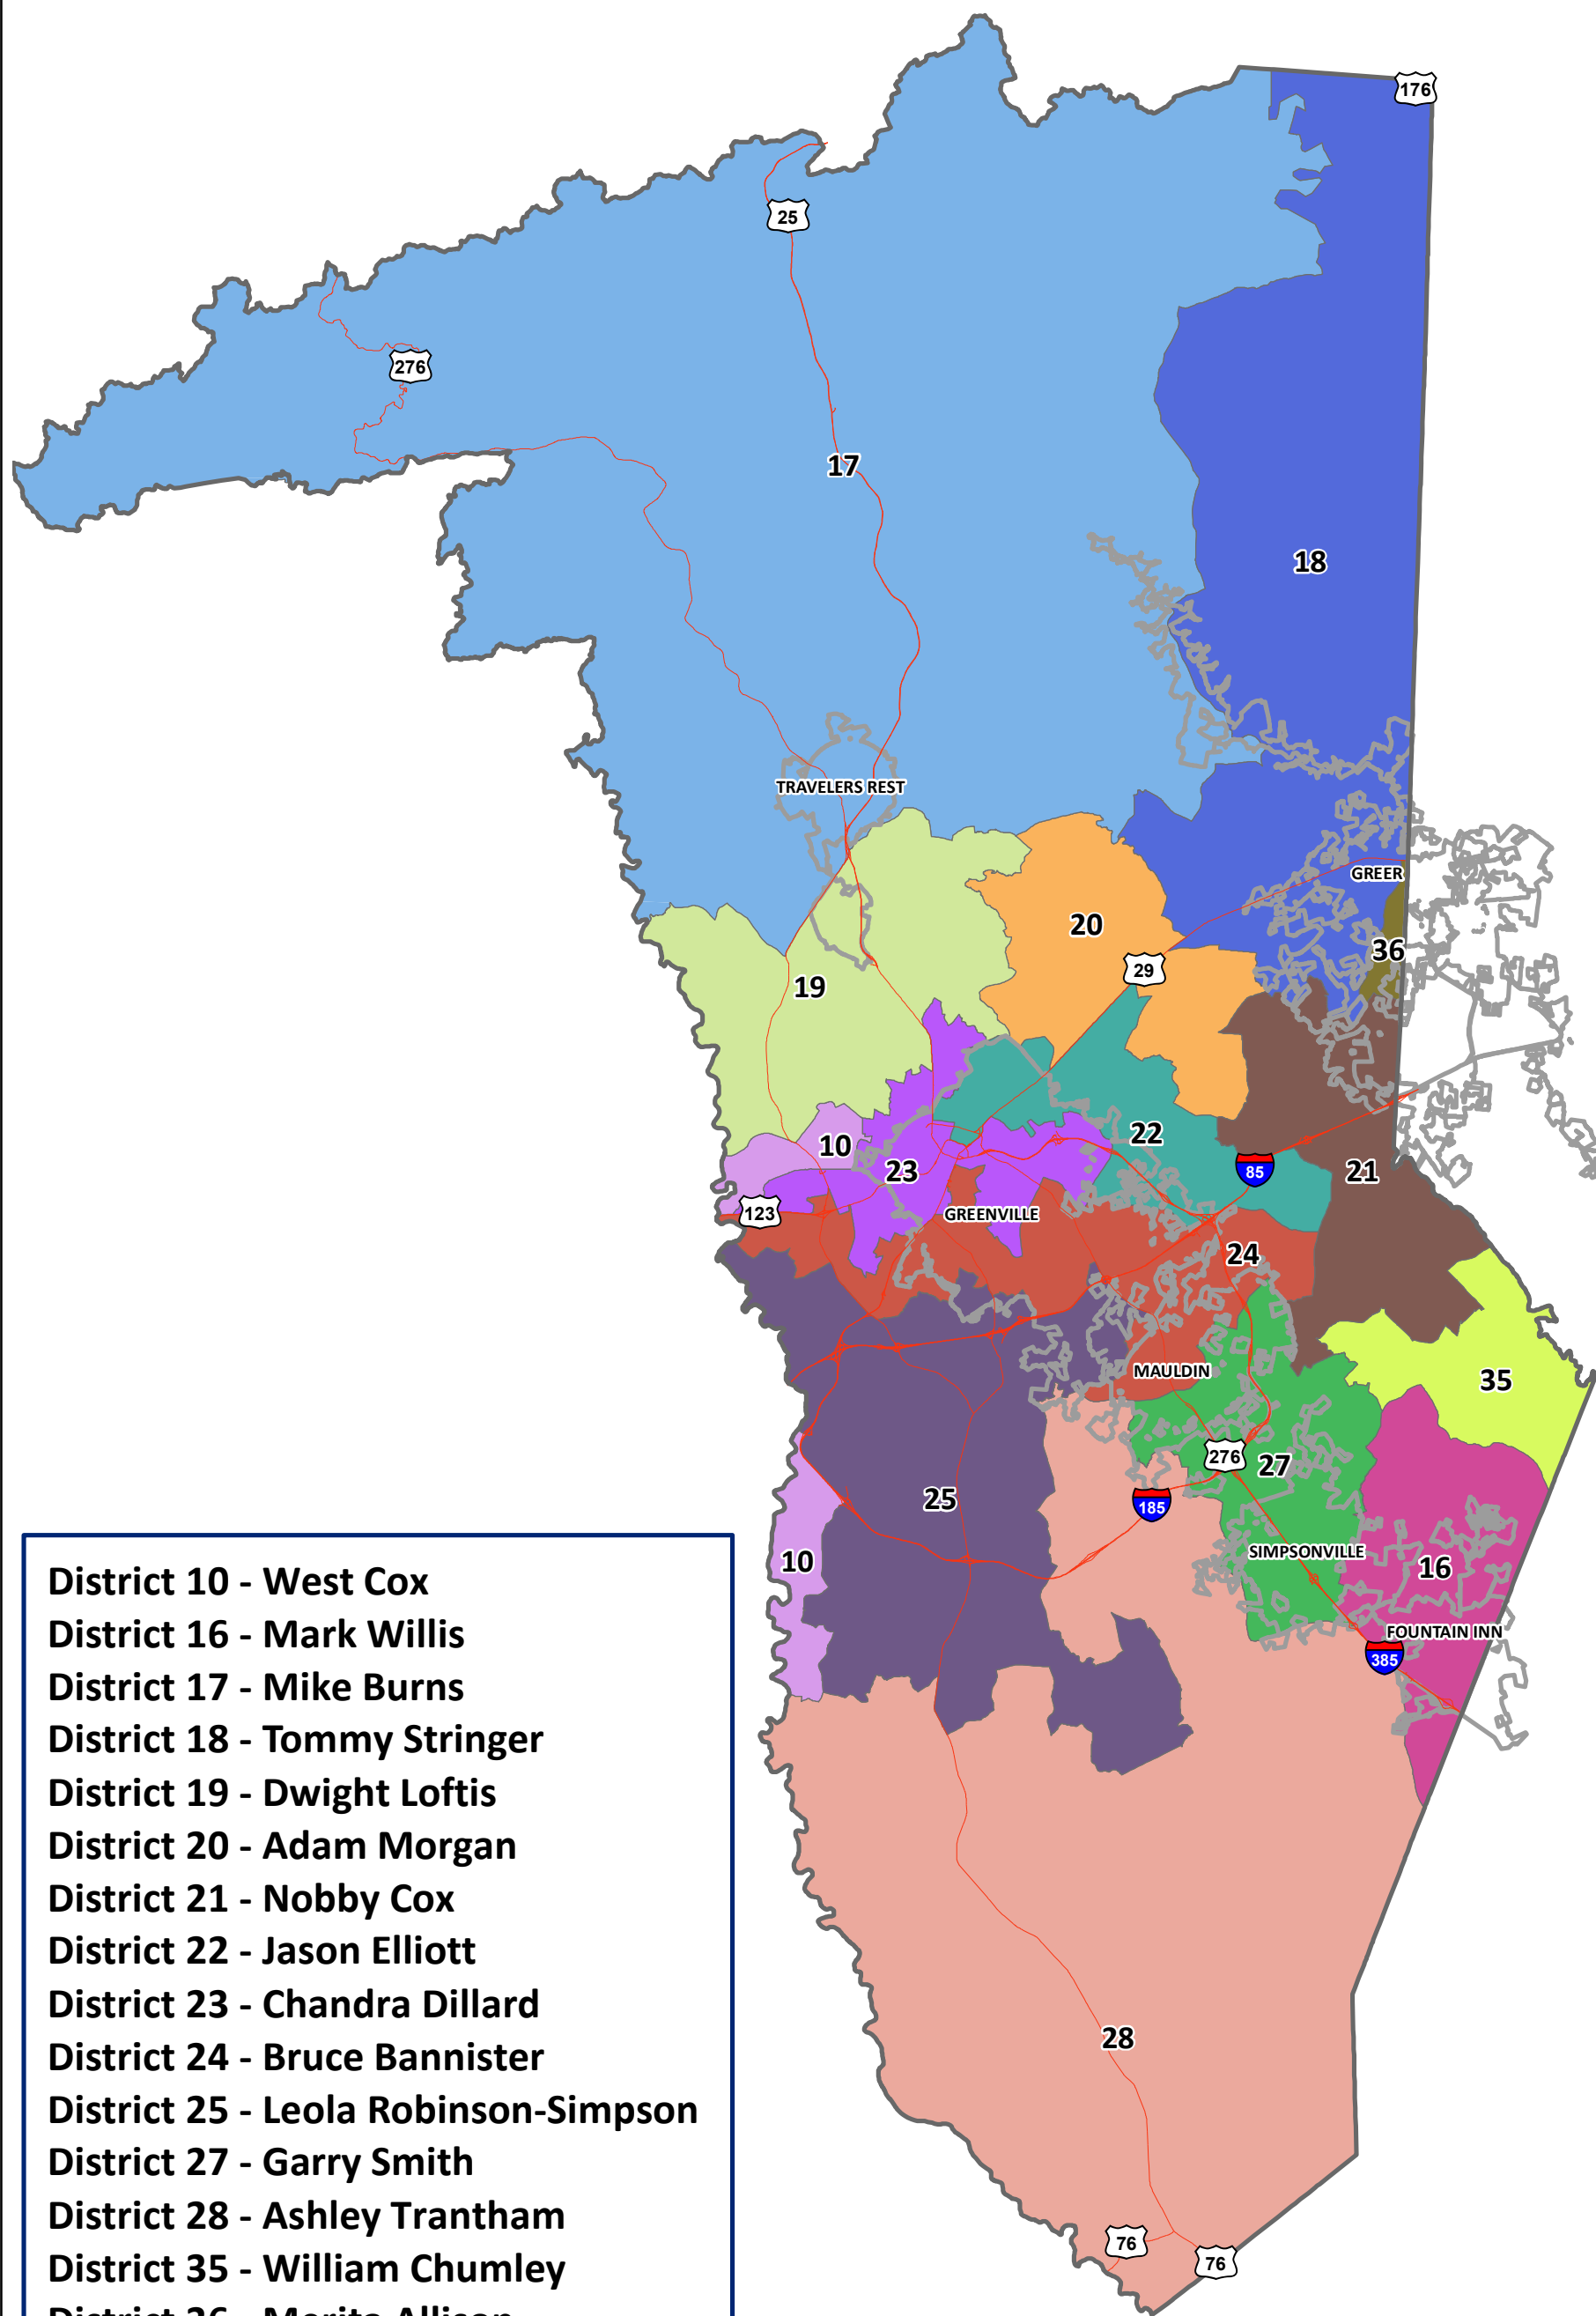 176
25
276
17
18
TRAVELERS REST
GREER
20
36
29
19
22
10
23
85
21
123
GREENVILLE
24
MAULDIN
35
276
27
25
185
SIMPSONVILLE
10
16
FOUNTAIN INN
385
28
76
76
District 10 - West Cox
District 16 - Mark Willis
District 17 - Mike Burns
District 18 - Tommy Stringer
District 19 - Dwight Loftis
District 20 - Adam Morgan
District 21 - Nobby Cox
District 22 - Jason Elliott
District 23 - Chandra Dillard
District 24 - Bruce Bannister
District 25 - Leola Robinson-Simpson
District 27 - Garry Smith
District 28 - Ashley Trantham
District 35 - William Chumley
District 36 - Merita Allison